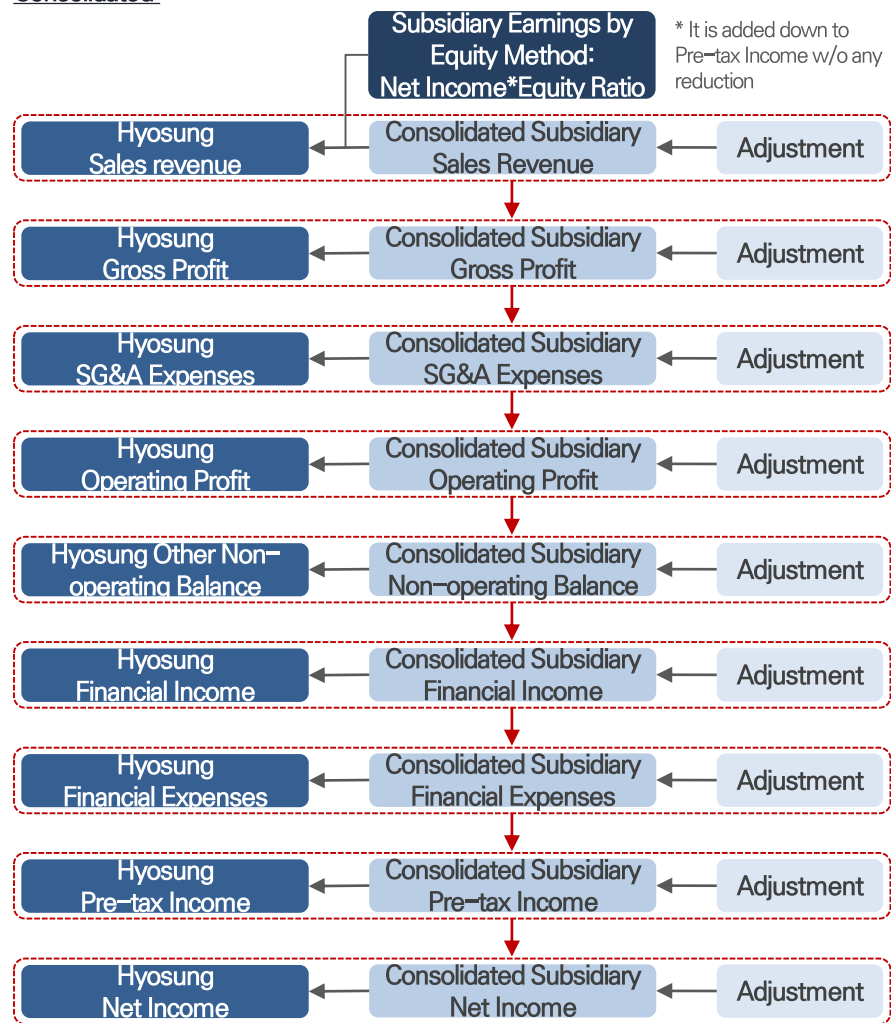 Consolidated
Subsidiary Earnings by
Equity Method:
Net Income*Equity Ratio
* It is added down to
Pre-tax Income w/o any
reduction
Hyosung
Sales revenue
Consolidated Subsidiary
Sales Revenue
Adjustment
Hyosung
Gross Profit
Consolidated Subsidiary
Gross Profit
Adjustment
Hyosung
SG&A Expenses
Consolidated Subsidiary
SG&A Expenses
Adjustment
Hyosung
Operating Profit
Consolidated Subsidiary
Operating Profit
Adjustment
Hyosung Other Non-
operating Balance
Consolidated Subsidiary
Non-operating Balance
Adjustment
Hyosung
Financial Income
Consolidated Subsidiary
Financial Income
Adjustment
Hyosung
Financial Expenses
Consolidated Subsidiary
Financial Expenses
Adjustment
Hyosung
Pre-tax Income
Consolidated Subsidiary
Pre-tax Income
Adjustment
Hyosung
Net Income
Consolidated Subsidiary
Net Income
Adjustment